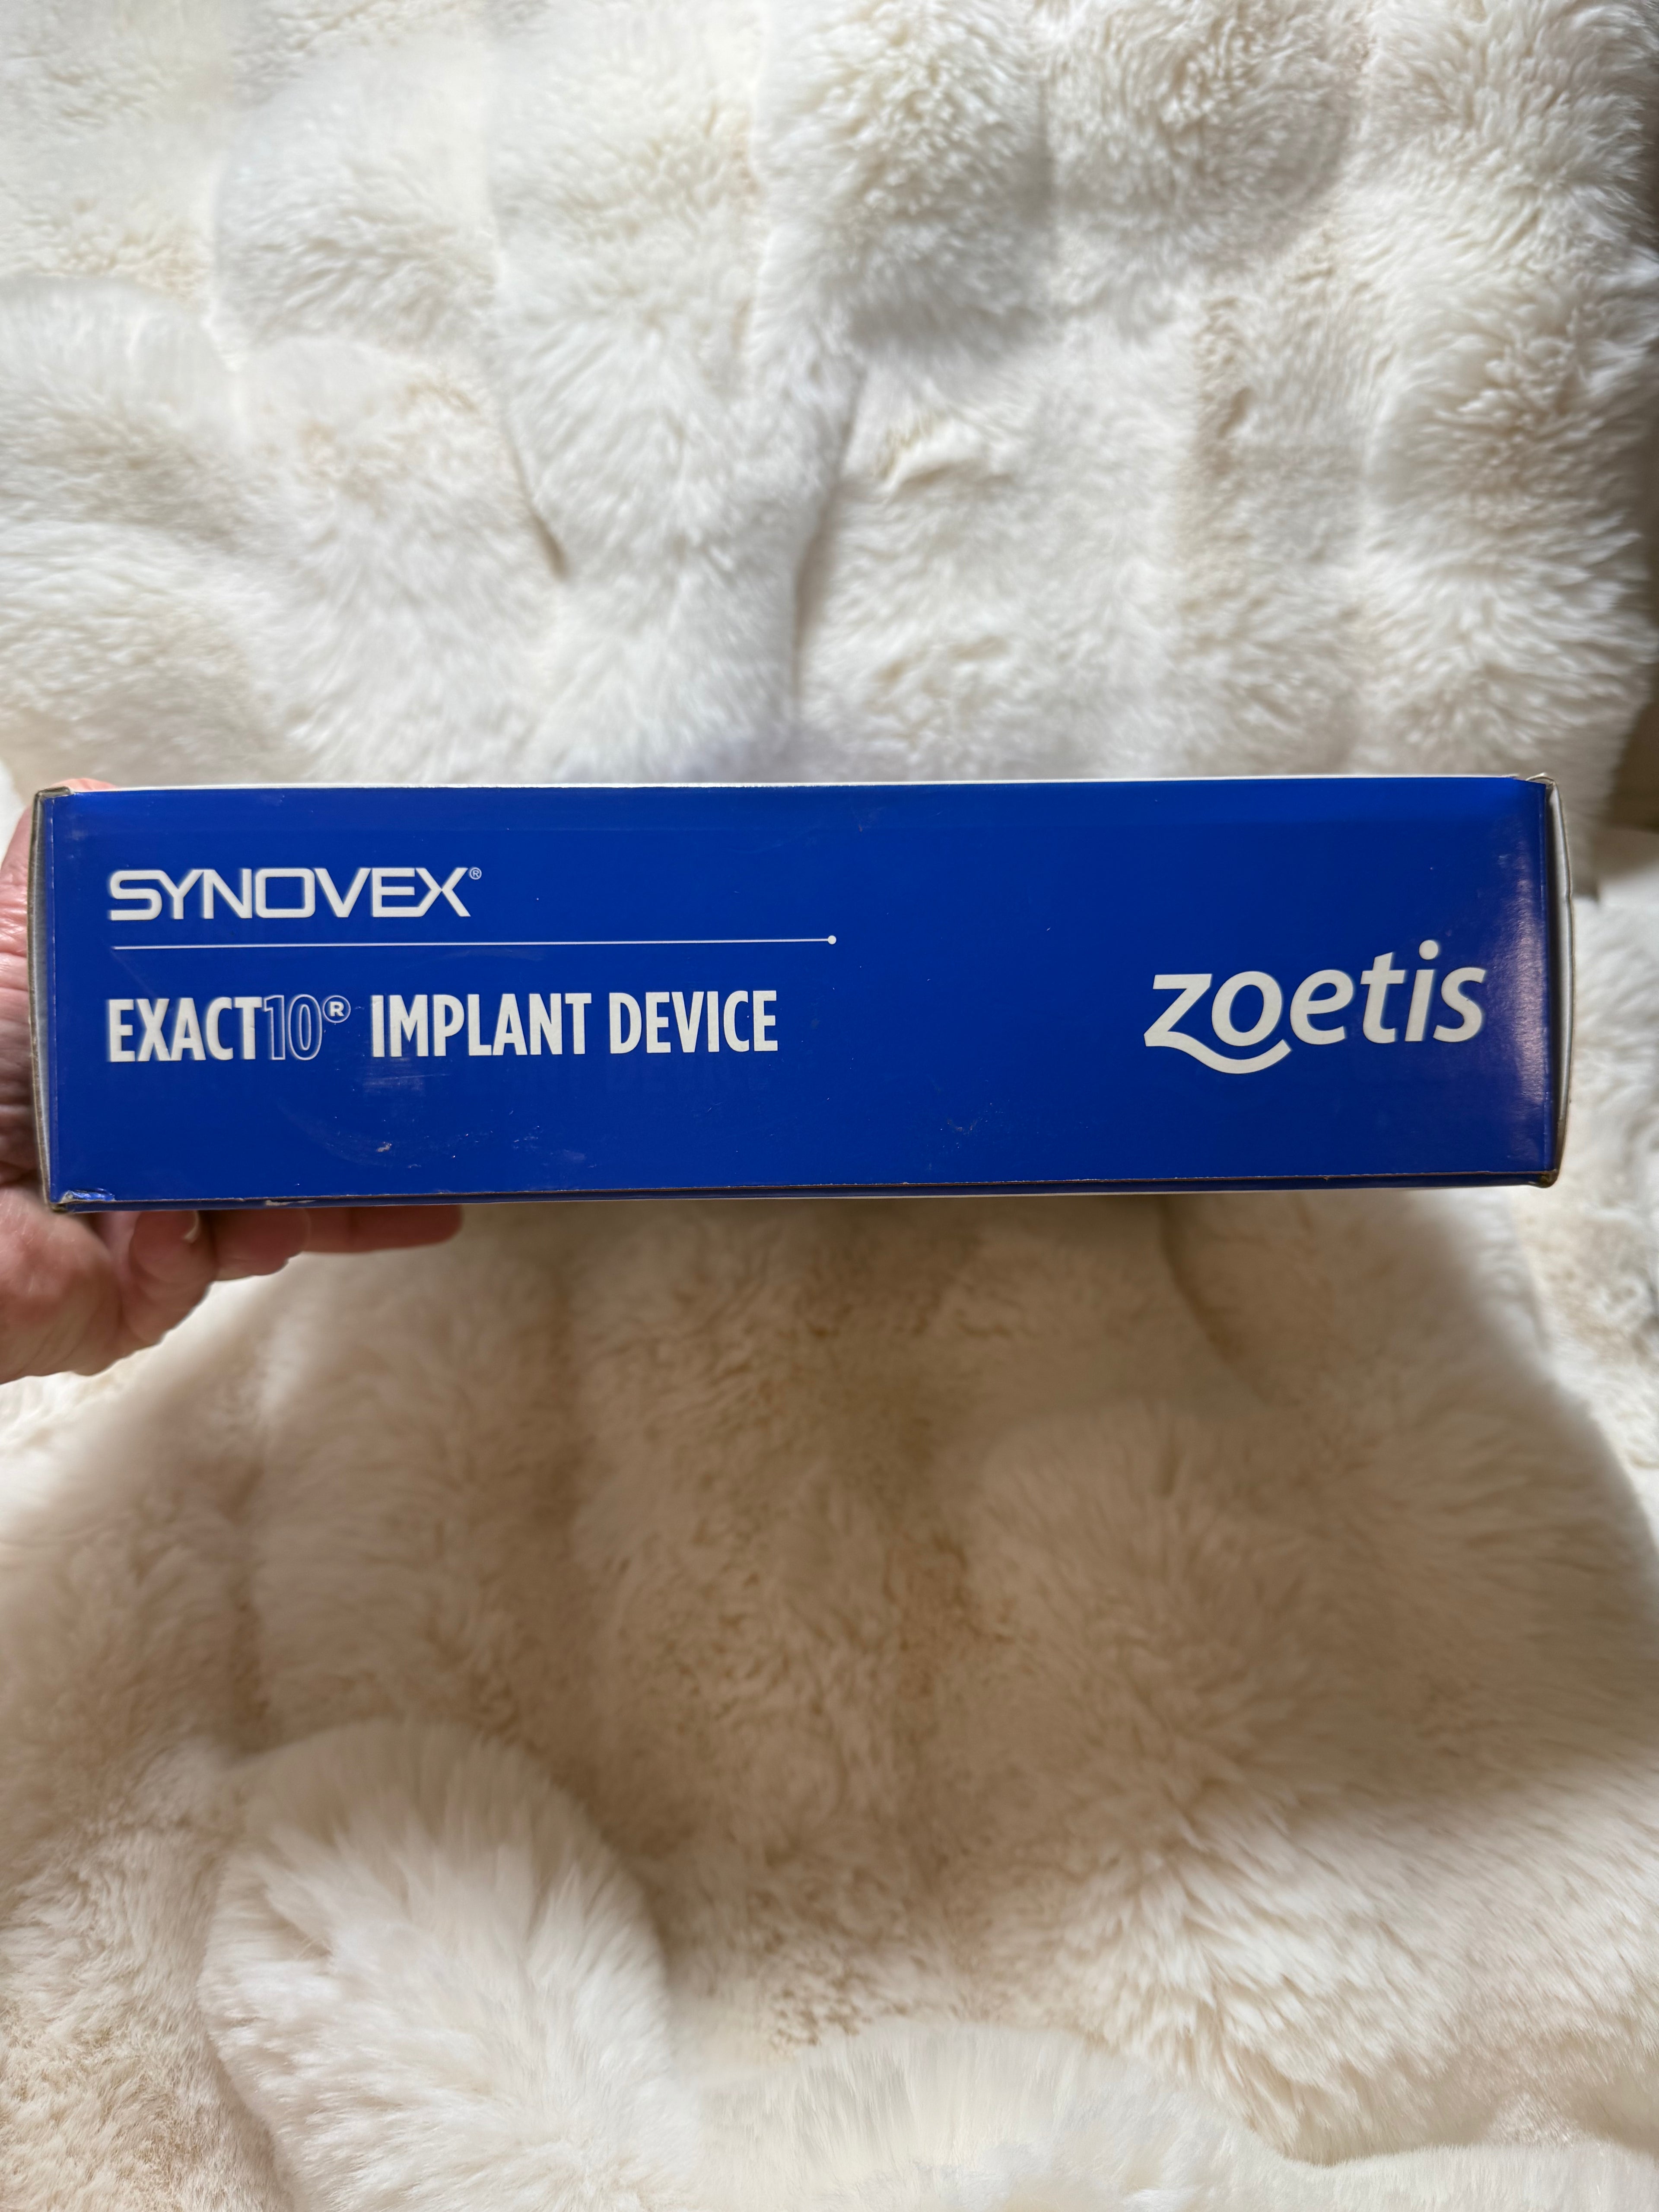 SYNOVEX®
EXACT10® IMPLANT DEVICE
zoetis